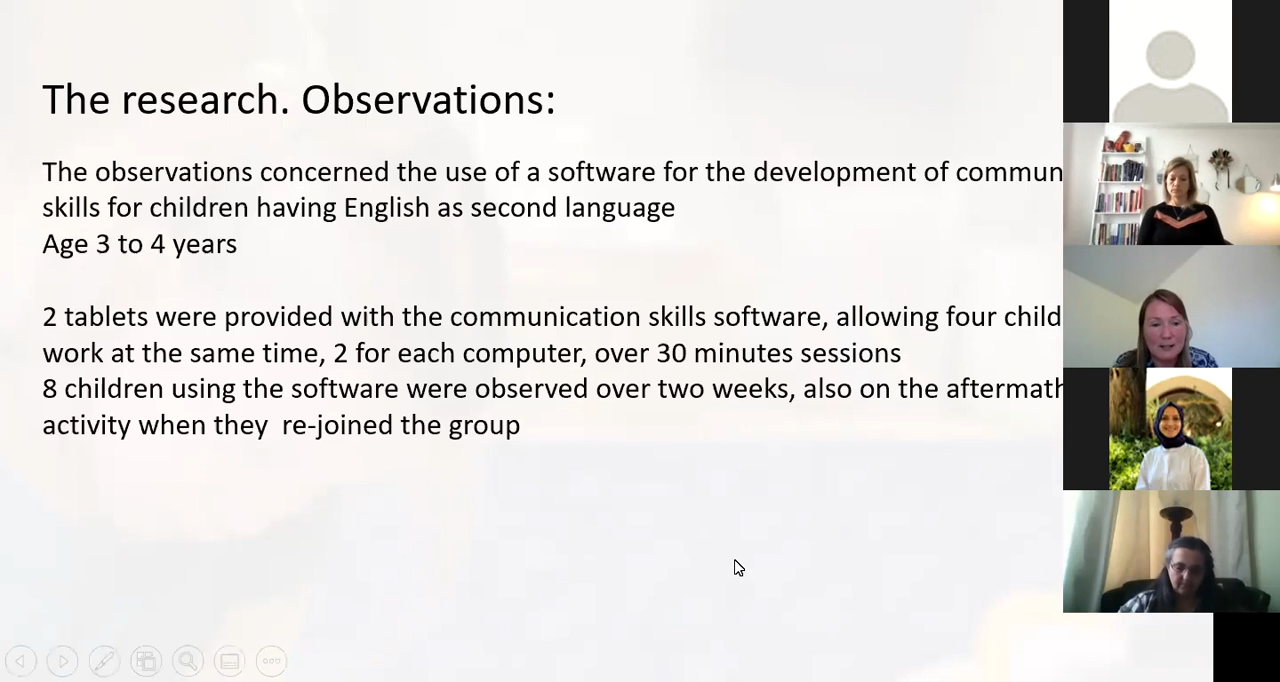 The research. Observations:
The observations concerned the use of a software for the development of commun
skills for children having English as second language
Age 3 to 4 years
2 tablets were provided with the communication skills software, allowing four child
work at the same time, 2 for each computer, over 30 minutes sessions
8 children using the software were observed over two weeks, also on the aftermath
activity when they re-joined the group